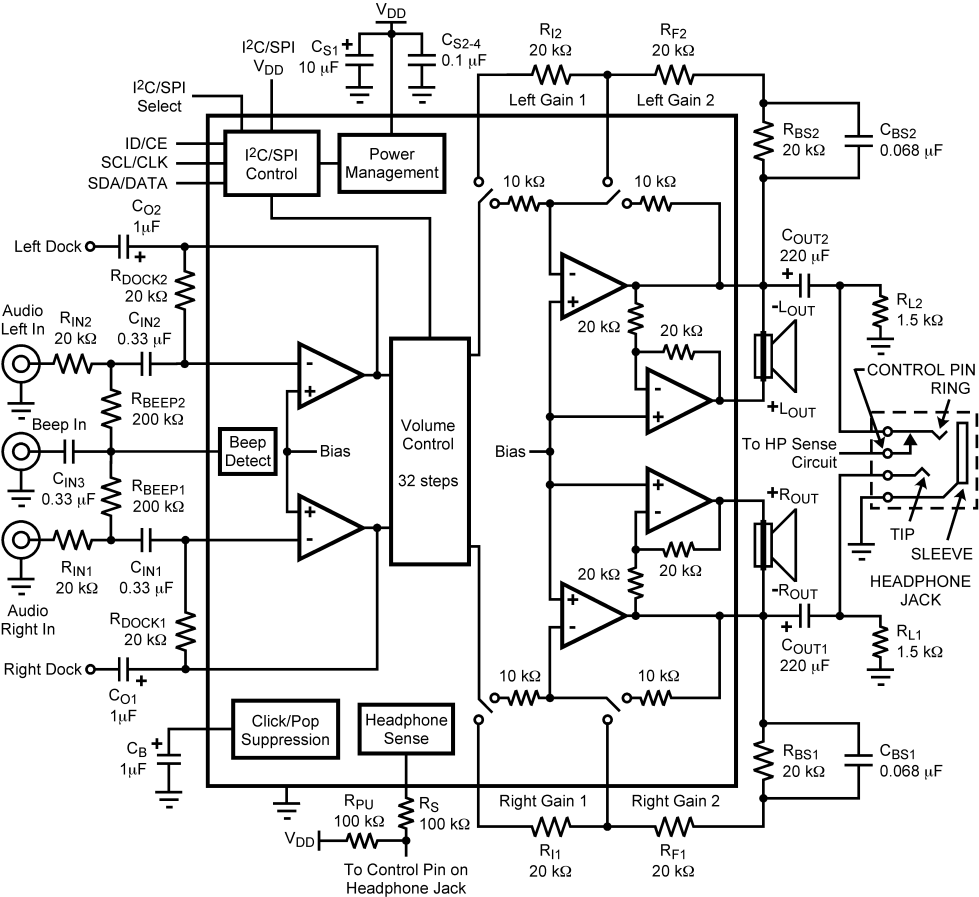 VDD
I2C/SPI
VDD
CS1
10 µF
CS2-4
0.1 µF
RI2
20 kΩ
RF2
20 kΩ
I2C/SPI
Select
Left Gain 1
Left Gain 2
RBS2
20 kΩ
CBS2
0.068 µF
ID/CE
SCL/CLK
SDA/DATA
I2C/SPI
Control
Power
Management
10 kΩ
10 kΩ
CO2
1µF
+
Left Dock
RDOCK2
20 kΩ
COUT2
220 µF
+
-LOUT
RL2
1.5 kΩ
Audio
Left In
RIN2
20 kΩ
CIN2
0.33 µF
20 kΩ
20 kΩ
CONTROL PIN
RING
RBEEP2
200 kΩ
+LOUT
Beep In
Beep
Detect
Bias
Volume
Control
32 steps
Bias
To HP Sense
Circuit
CIN3
0.33 µF
RBEEP1
200 kΩ
+ROUT
TIP
SLEEVE
RIN1
20 kΩ
CIN1
0.33 µF
20 kΩ
20 kΩ
-ROUT
HEADPHONE
JACK
Audio
Right In
RDOCK1
20 kΩ
COUT1
220 µF
+
RL1
1.5 kΩ
Right Dock
CO1
1µF
+
10 kΩ
10 kΩ
Click/Pop
Suppression
Headphone
Sense
CB
1µF
+
RBS1
20 kΩ
CBS1
0.068 µF
RPU
100 kΩ
RS
100 kΩ
Right Gain 1
Right Gain 2
VDD
RI1
20 kΩ
RF1
20 kΩ
To Control Pin on
Headphone Jack